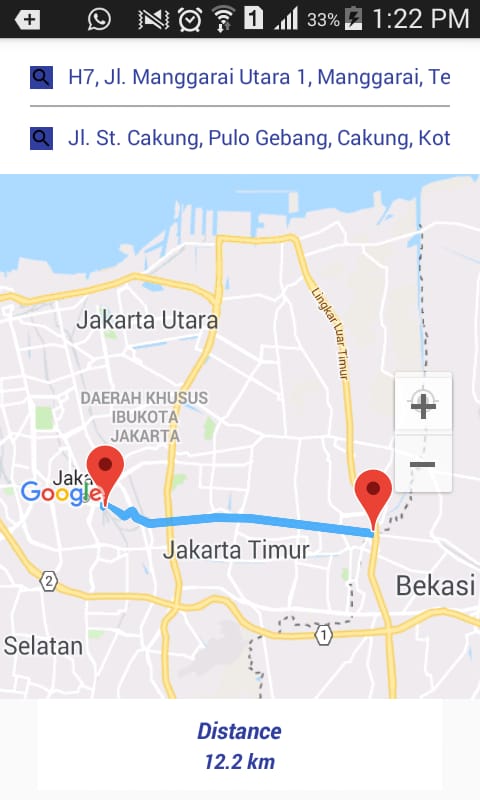 1 33% 1:22 PM
H7, Jl. Manggarai Utara 1, Manggarai, Te
Jl. St. Cakung, Pulo Gebang, Cakung, Kot
Lingkar Luar Timur
Jakarta Utara
DAERAH KHUSUS
IBUKOTA
JAKARTA
Jaka
Google
Jakarta Timur
2
Bekasi
1
Selatan
Distance
12.2 km